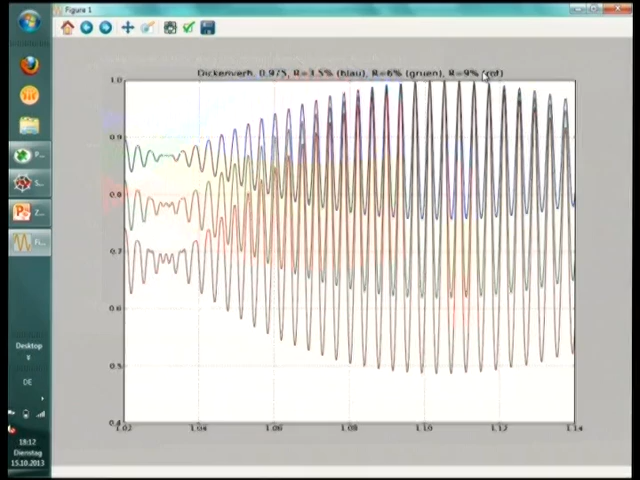 Figure 1
Dickenverh. 0.975, R=3.5% (blau), R=6% (gruen), R=9% (rot)
1.0
0.9
0.8
0.7
0.6
0.5
0.4
1.02
1.04
1.06
1.08
1.10
1.12
1.14
P...
S...
Z...
Fi...
Desktop
DE
18:12
Dienstag
15.10.2013